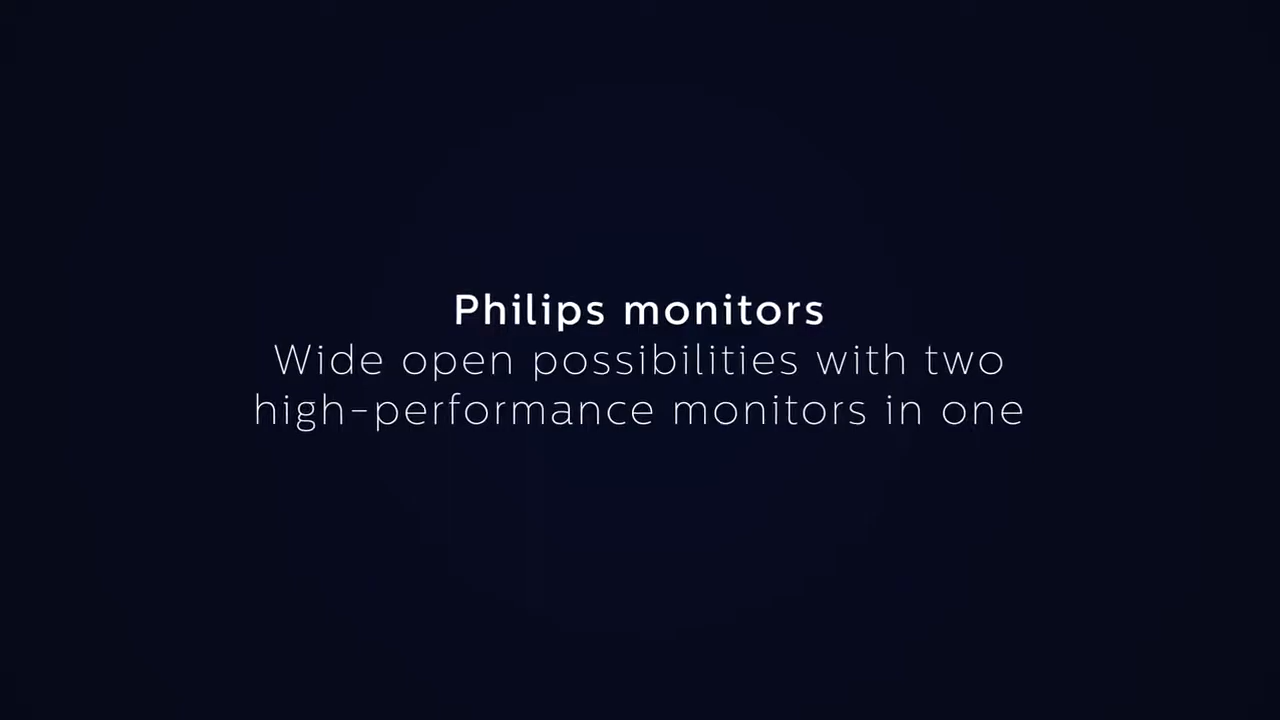 Philips monitors
Wide open possibilities with two
high-performance monitors in one